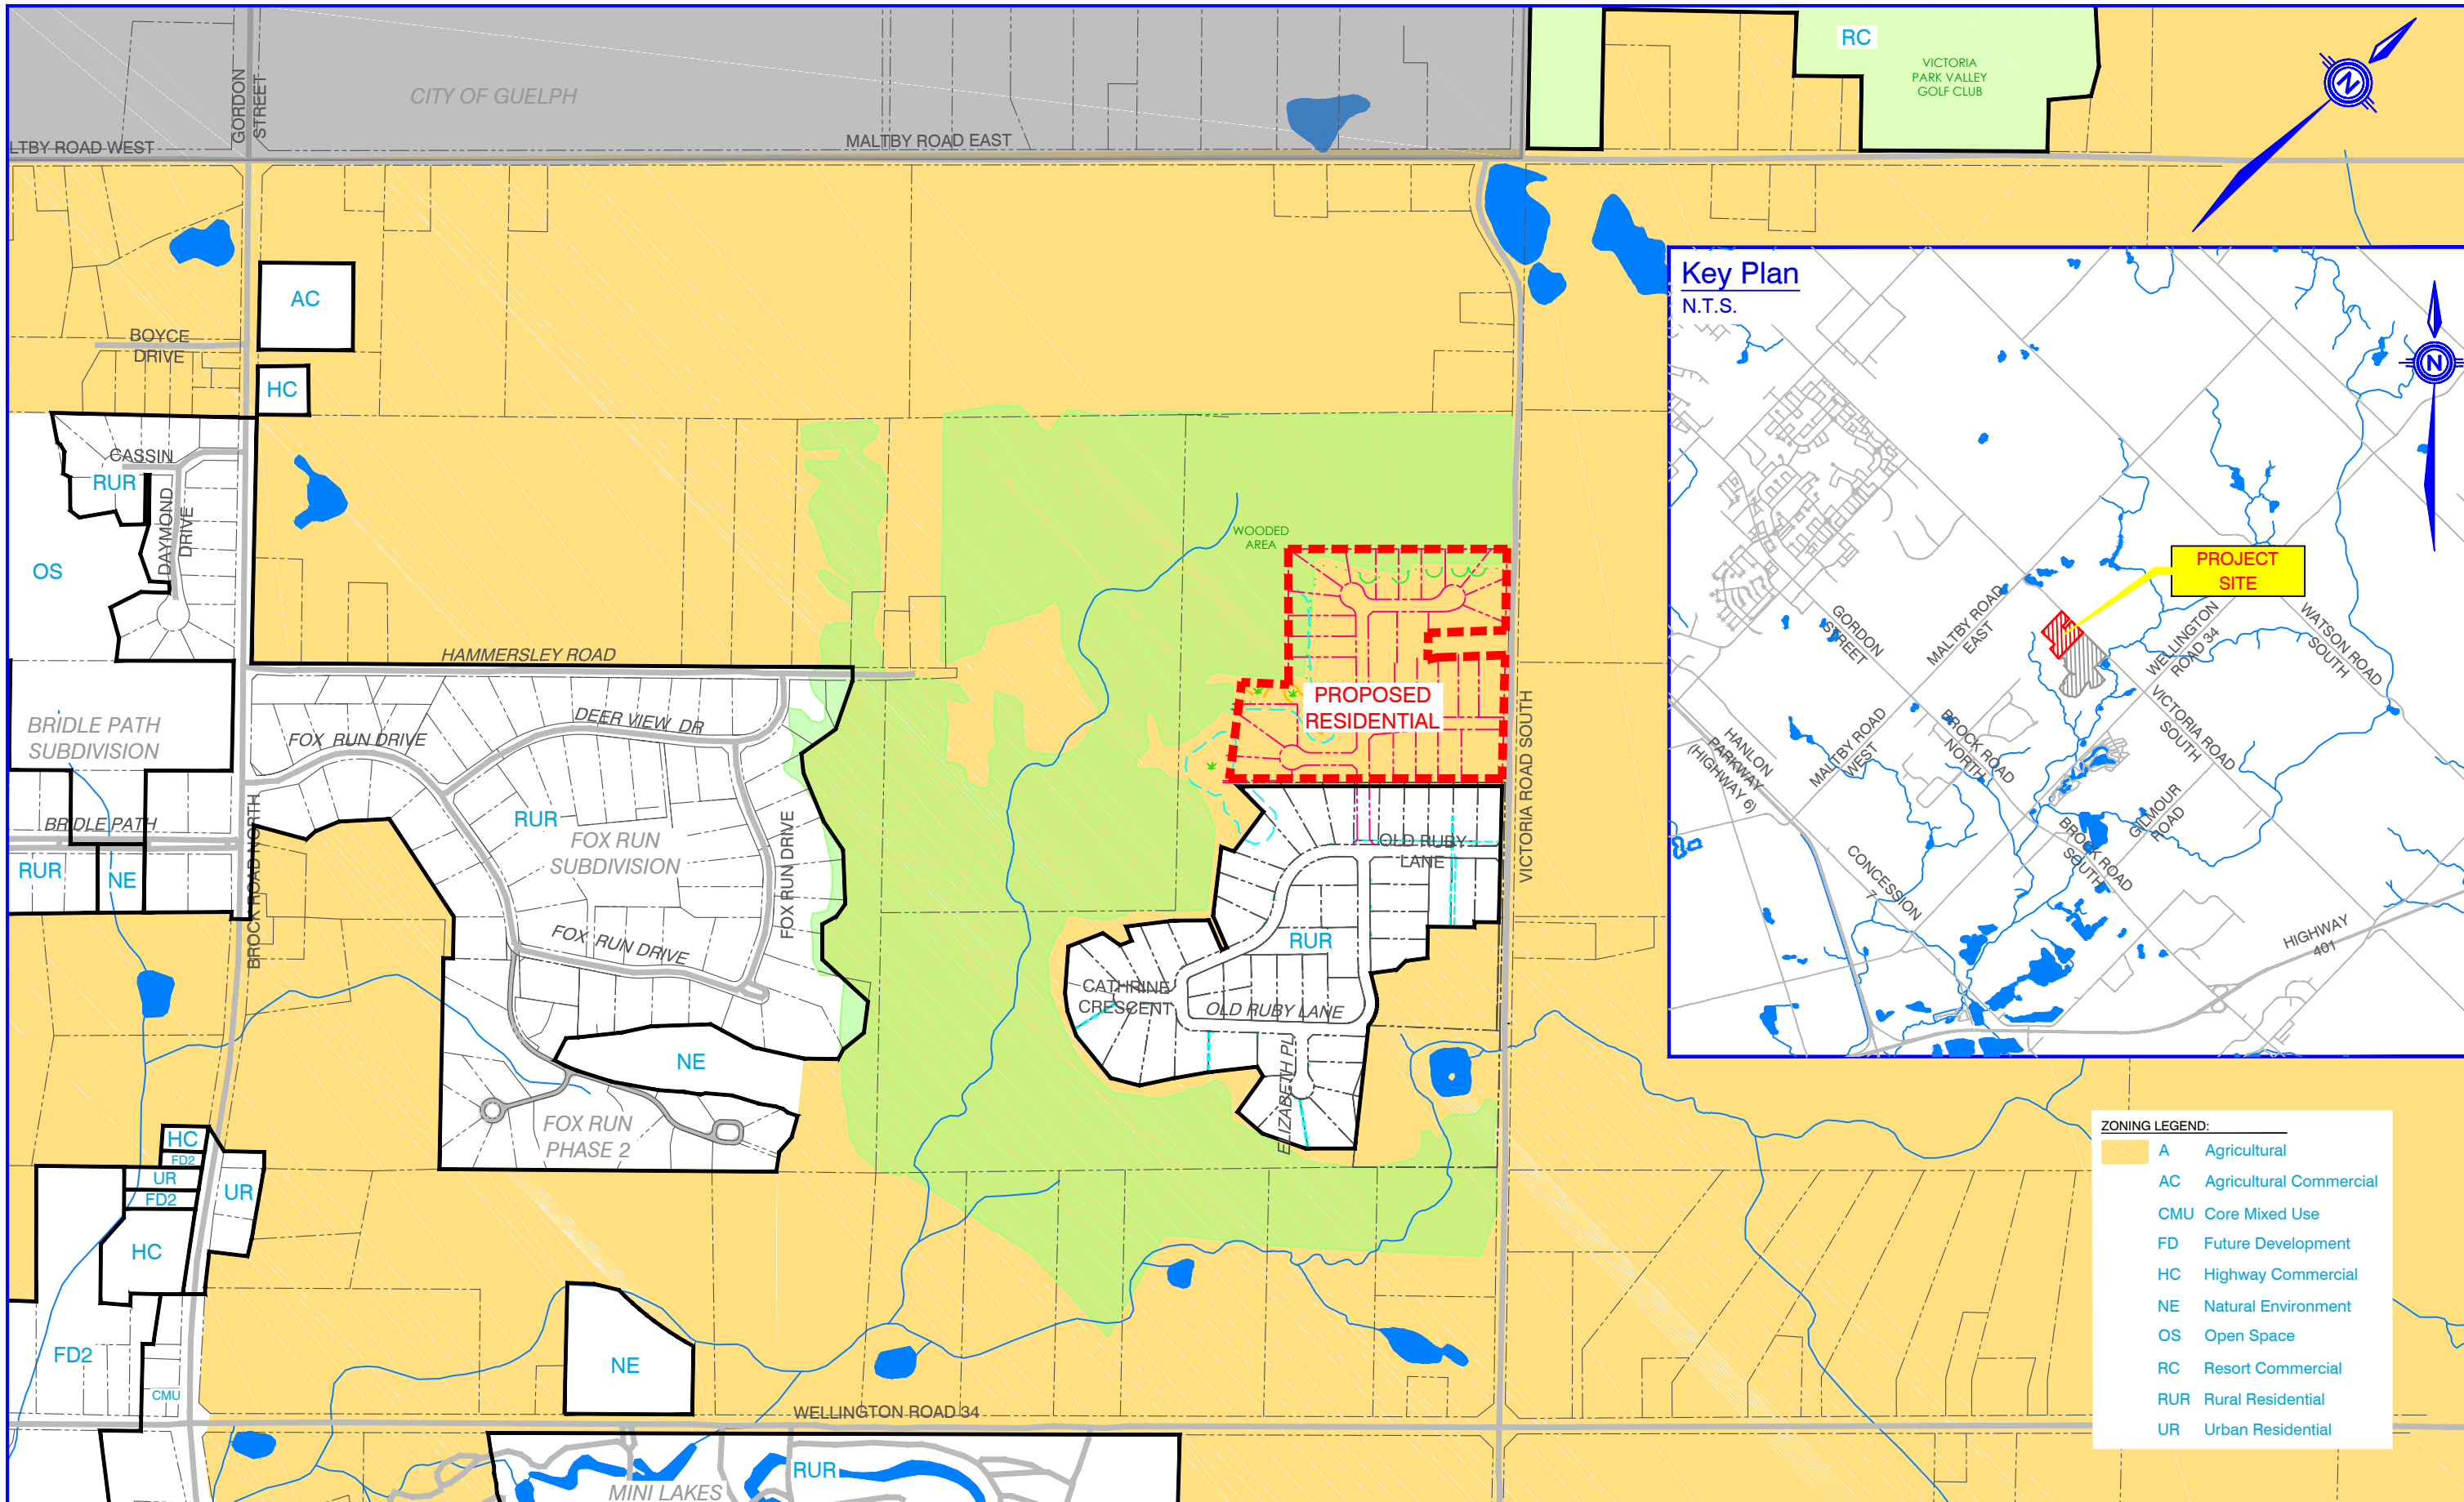 RC
VICTORIA
PARK VALLEY
GOLF CLUB
N
CITY OF GUELPH
GORDON
STREET
LTBY ROAD WEST
MALTBY ROAD EAST
Key Plan
N.T.S.
N
PROJECT
SITE
GORDON
STREET
MALTBY ROAD
EAST
WELLINGTON
ROAD 34
WATSON ROAD
SOUTH
VICTORIA ROAD
SOUTH
HANLON
PARKWAY
(HIGHWAY 6)
MALTBY ROAD
WEST
BROCK ROAD
NORTH
GILMOUR
ROAD
BROCK ROAD
SOUTH
CONCESSION
7
HIGHWAY
401
AC
BOYCE
DRIVE
HC
CASSIN
RUR
DAYMOND
DRIVE
OS
WOODED
AREA
HAMMERSLEY ROAD
PROPOSED
RESIDENTIAL
VICTORIA ROAD SOUTH
BRIDLE PATH
SUBDIVISION
DEER VIEW DR
FOX RUN DRIVE
RUR
FOX RUN
SUBDIVISION
FOX RUN DRIVE
BRIDLE PATH
BROCK ROAD NORTH
RUR
NE
OLD RUBY
LANE
FOX RUN DRIVE
RUR
CATHRINE
CRESCENT
OLD RUBY LANE
ELIZABETH PL
NE
FOX RUN
PHASE 2
HC
FD2
UR
FD2
UR
HC
FD2
CMU
NE
WELLINGTON ROAD 34
RUR
MINI LAKES
ZONING LEGEND:
A Agricultural
AC Agricultural Commercial
CMU Core Mixed Use
FD Future Development
HC Highway Commercial
NE Natural Environment
OS Open Space
RC Resort Commercial
RUR Rural Residential
UR Urban Residential